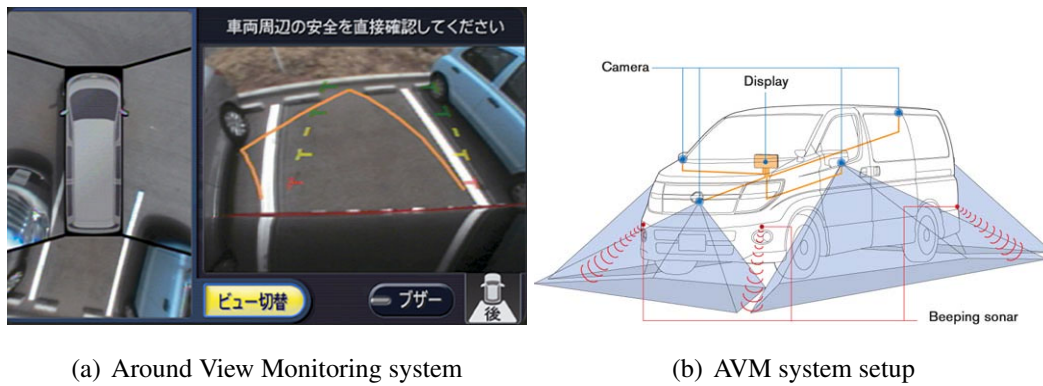 車両周辺の安全を直接確認してください
ビュー切替
ブザー
後
(a) Around View Monitoring system
Camera
Display
Beeping sonar
(b) AVM system setup